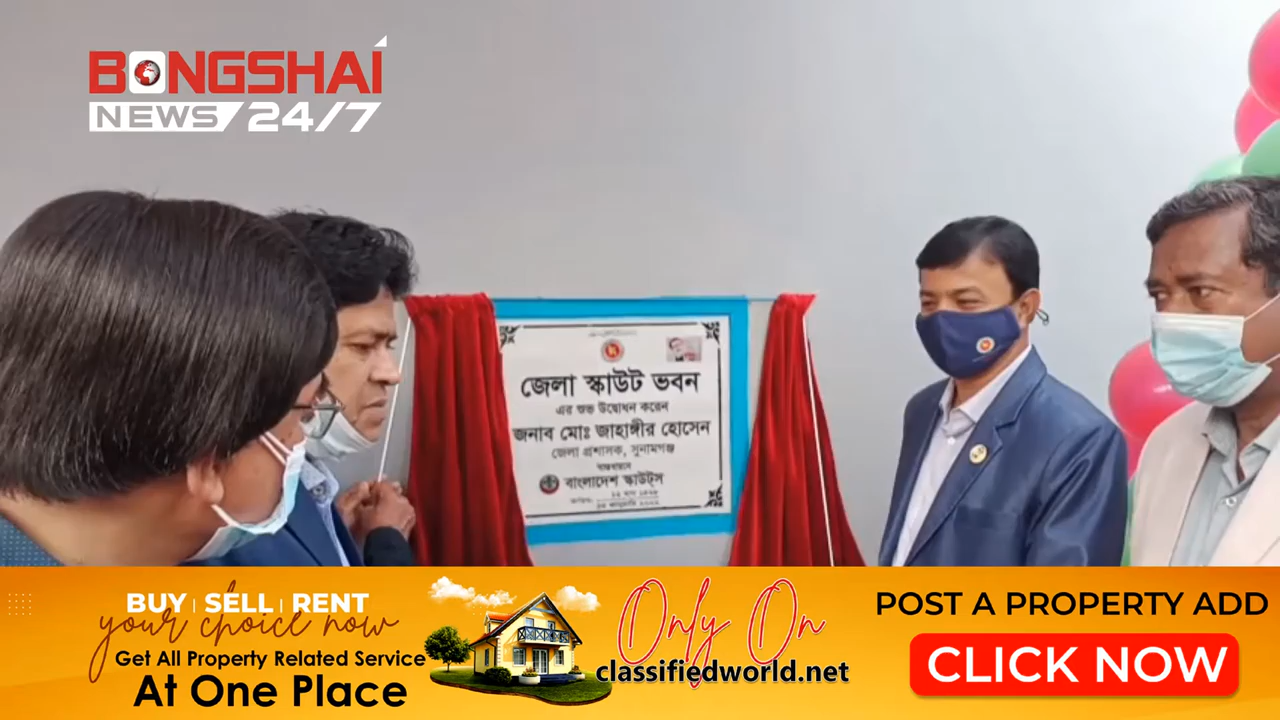 BONGSHAI
NEWS 24/7
জেলা স্কাউট ভবন
এর শুভ উদ্বোধন করেন
জনাব মোঃ জাহাঙ্গীর হোসেন
জেলা প্রশাসক, সুনামগঞ্জ
বাংলাদেশ স্কাউটস
BUY | SELL | RENT
your choice now
Get All Property Related Service
At One Place
Only On
classifiedworld.net
POST A PROPERTY ADD
CLICK NOW